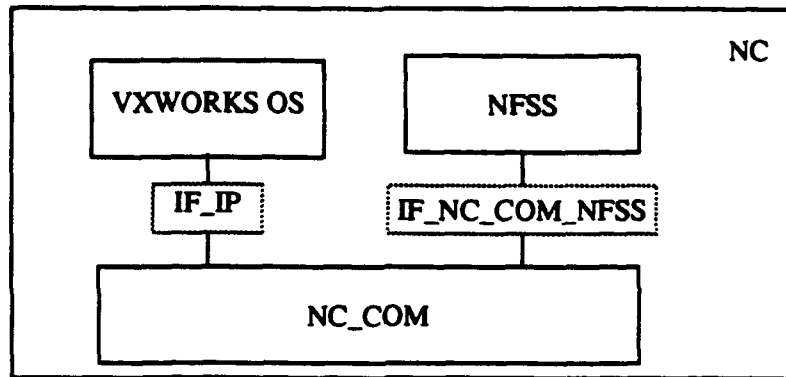 NC
VXWORKS OS
NFSS
IF_IP
IF_NC_COM_NFSS
NC_COM